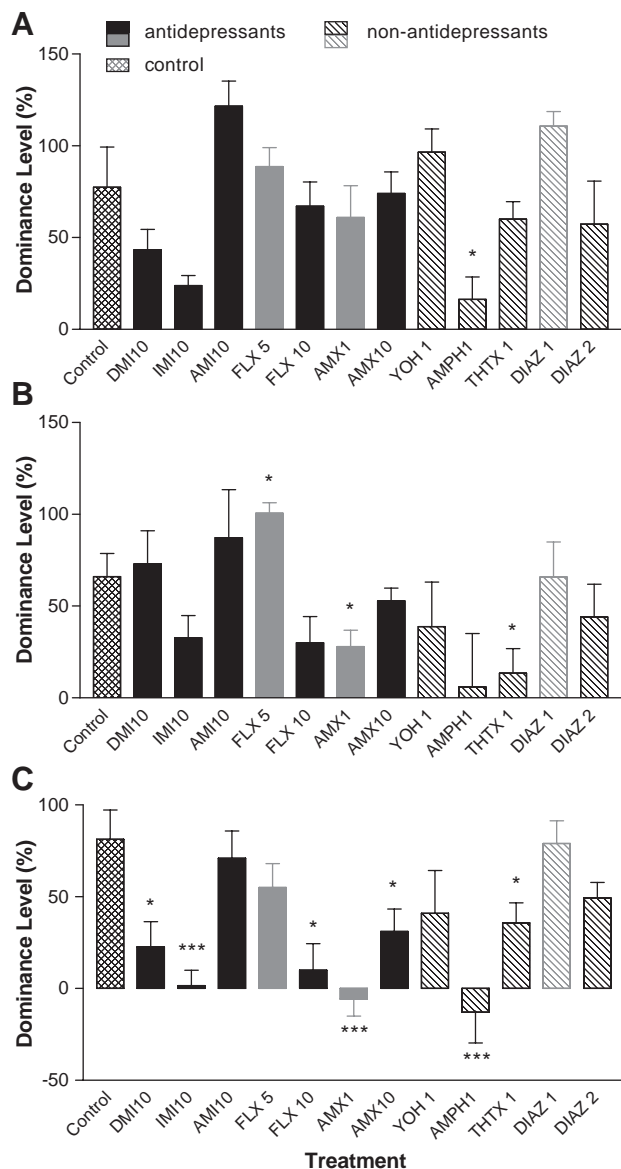 A
antidepressants
non-antidepressants
control
Dominance Level (%)
150
100
50
0
*
Control
DMI10
IMI10
AMI10
FLX 5
FLX 10
AMX1
AMX10
YOH 1
AMPH1
THTX 1
DIAZ 1
DIAZ 2
B
Dominance Level (%)
150
100
50
0
*
*
*
Control
DMI10
IMI10
AMI10
FLX 5
FLX 10
AMX1
AMX10
YOH 1
AMPH1
THTX 1
DIAZ 1
DIAZ 2
C
Dominance Level (%)
100
50
0
-50
*
***
*
***
*
***
*
Control
DMI10
IMI10
AMI10
FLX 5
FLX 10
AMX1
AMX10
YOH 1
AMPH1
THTX 1
DIAZ 1
DIAZ 2
Treatment